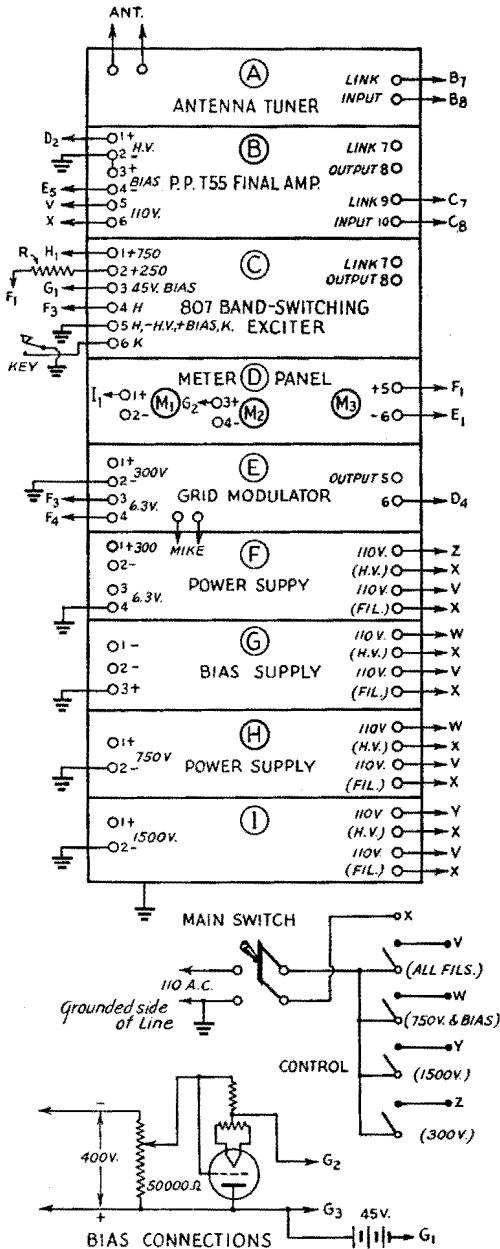 ANT.
A
ANTENNA TUNER
LINK B7
INPUT B8
D2 1+ H.V.
2-
3+
E5 4- BIAS
V 5
X 6 110V.
B
P.P. T55 FINAL AMP.
LINK 7
OUTPUT 8
LINK 9 C7
INPUT 10 C8
H1 1+750
R
F1 2+250
G1 3 45V. BIAS
F3 4 H
5 H,-H.V.+BIAS, K.
6 K
KEY
C
807 BAND-SWITCHING
EXCITER
LINK 7
OUTPUT 8
METER D PANEL
I1 1+ M1 G2 3+ M2 M3 +5 F1
2- 4- -6 E1
1+
2- 300V
F3 3
F4 4 6.3V.
E
GRID MODULATOR
OUTPUT 5
6 D4
MIKE
1+300
2-
3
4 6.3V.
F
POWER SUPPY
110V. Z
(H.V.) X
110V. V
(FIL.) X
1-
2-
3+
G
BIAS SUPPLY
110V. W
(H.V.) X
110V. V
(FIL.) X
1+
2- 750V
H
POWER SUPPLY
110V W
(H.V.) X
110V. V
(FIL.) X
1+
2- 1500V.
I
110V Y
(H.V.) X
110V V
(FIL.) X
MAIN SWITCH
X
110 A.C.
V
(ALL FILS.)
Grounded side
of Line
W
(750V. & BIAS)
CONTROL
Y
(1500V.)
Z
(300V.)
-
400V.
+
50000Ω
G2
G3
45V.
G1
BIAS CONNECTIONS